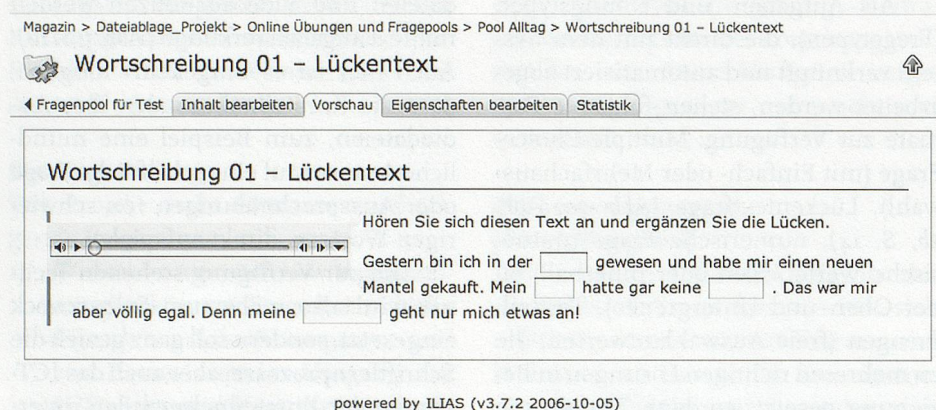 Magazin > Dateiablage_Projekt > Online Übungen und Fragepools > Pool Alltag > Wortschreibung 01 – Lückentext
Wortschreibung 01 – Lückentext
Fragenpool für Test Inhalt bearbeiten Vorschau Eigenschaften bearbeiten Statistik
Wortschreibung 01 – Lückentext
Hören Sie sich diesen Text an und ergänzen Sie die Lücken.
Gestern bin ich in der gewesen und habe mir einen neuen
Mantel gekauft. Mein hatte gar keine . Das war mir
aber völlig egal. Denn meine geht nur mich etwas an!
powered by ILIAS (v3.7.2 2006-10-05)